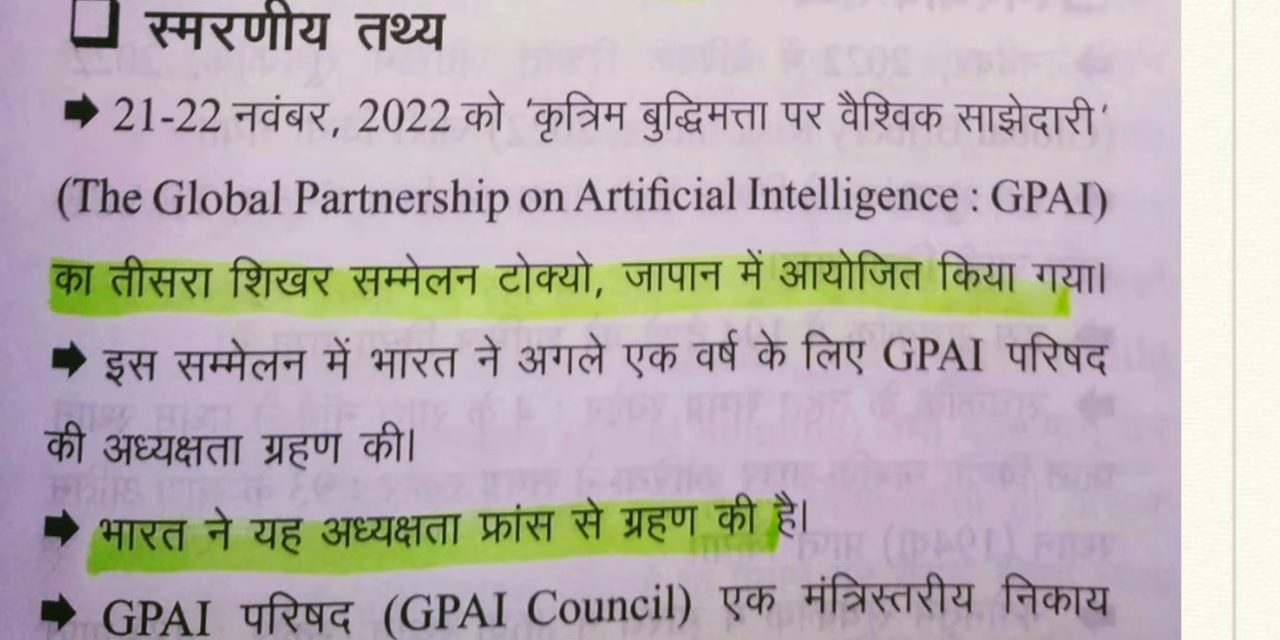 ❑ स्मरणीय तथ्य
➡ 21-22 नवंबर, 2022 को 'कृत्रिम बुद्धिमत्ता पर वैश्विक साझेदारी'
(The Global Partnership on Artificial Intelligence : GPAI)
का तीसरा शिखर सम्मेलन टोक्यो, जापान में आयोजित किया गया।
➡ इस सम्मेलन में भारत ने अगले एक वर्ष के लिए GPAI परिषद
की अध्यक्षता ग्रहण की।
➡ भारत ने यह अध्यक्षता फ्रांस से ग्रहण की है।
➡ GPAI परिषद (GPAI Council) एक मंत्रिस्तरीय निकाय